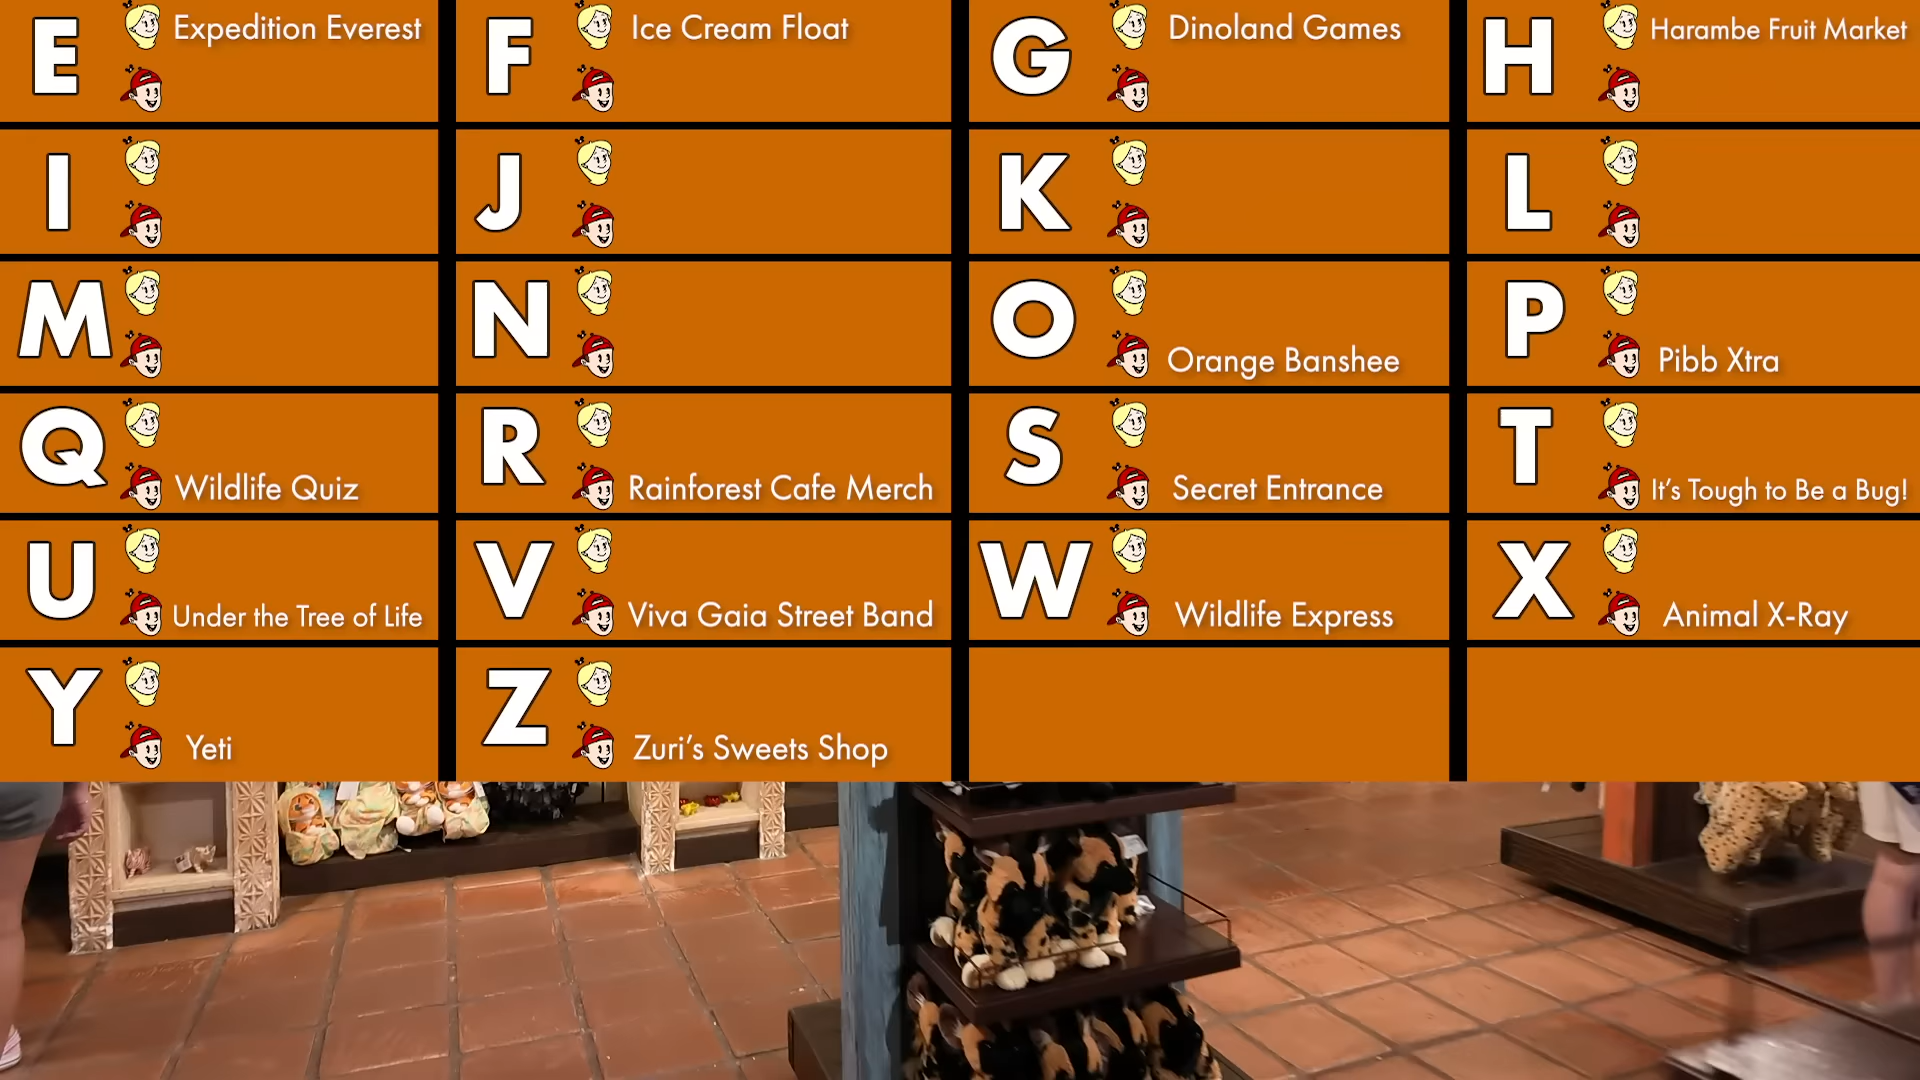 E Expedition Everest
F Ice Cream Float
G Dinoland Games
H Harambe Fruit Market
I
J
K
L
M
N
O Orange Banshee
P Pibb Xtra
Q Wildlife Quiz
R Rainforest Cafe Merch
S Secret Entrance
T It's Tough to Be a Bug!
U Under the Tree of Life
V Viva Gaia Street Band
W Wildlife Express
X Animal X-Ray
Y Yeti
Z Zuri's Sweets Shop